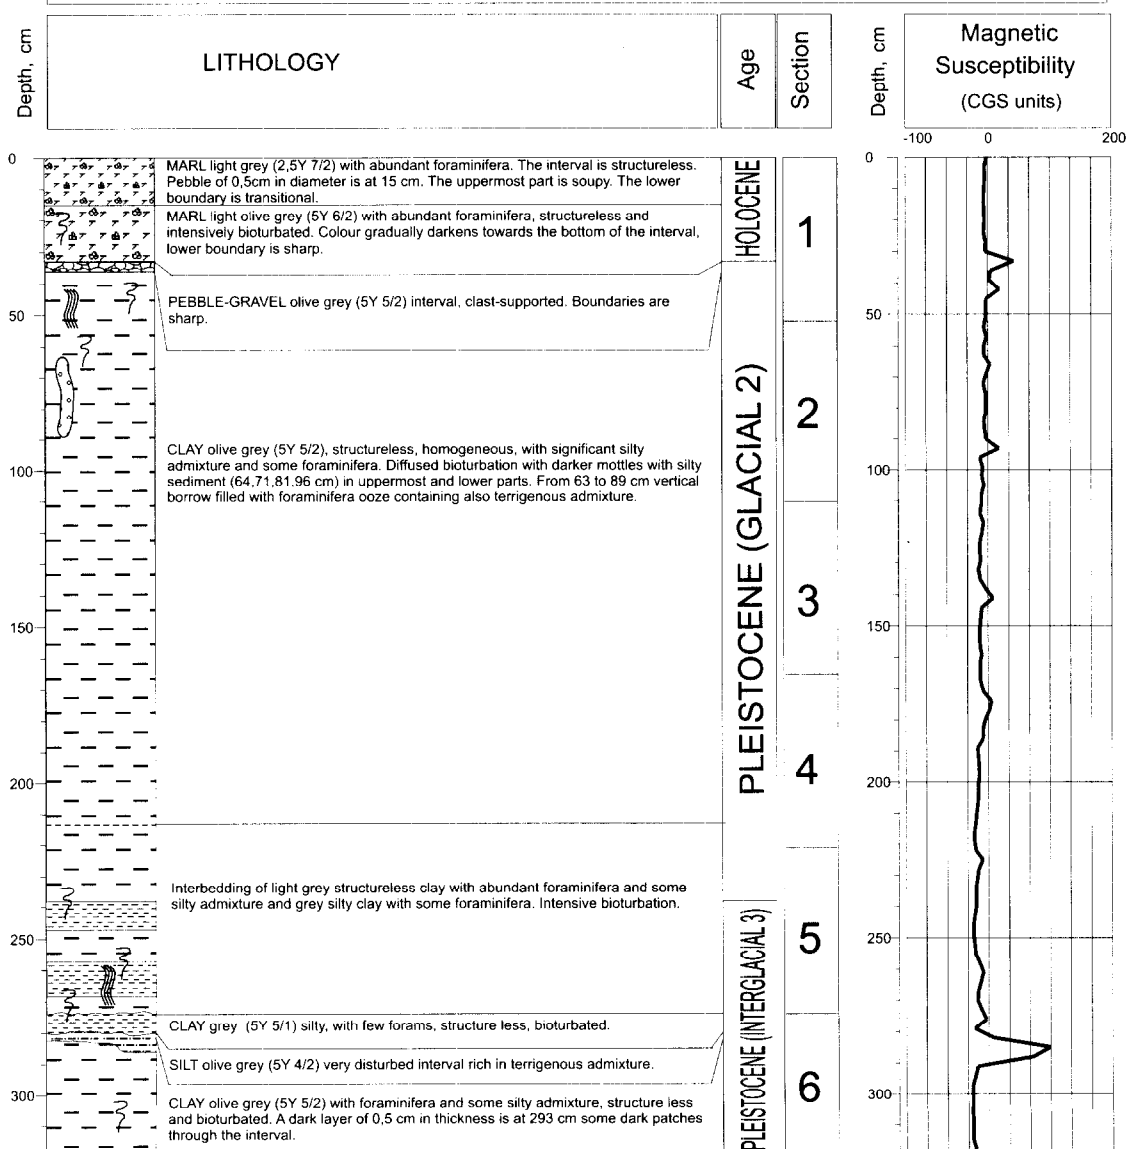 Depth, cm
LITHOLOGY
Age
Section
Depth, cm
Magnetic
Susceptibility
(CGS units)
-100 0 200
0
50
100
150
200
250
300
MARL light grey (2,5Y 7/2) with abundant foraminifera. The interval is structureless.
Pebble of 0,5cm in diameter is at 15 cm. The uppermost part is soupy. The lower
boundary is transitional.
MARL light olive grey (5Y 6/2) with abundant foraminifera, structureless and
intensively bioturbated. Colour gradually darkens towards the bottom of the interval,
lower boundary is sharp.
PEBBLE-GRAVEL olive grey (5Y 5/2) interval, clast-supported. Boundaries are
sharp.
CLAY olive grey (5Y 5/2), structureless, homogeneous, with significant silty
admixture and some foraminifera. Diffused bioturbation with darker mottles with silty
sediment (64,71,81.96 cm) in uppermost and lower parts. From 63 to 89 cm vertical
borrow filled with foraminifera ooze containing also terrigenous admixture.
Interbedding of light grey structureless clay with abundant foraminifera and some
silty admixture and grey silty clay with some foraminifera. Intensive bioturbation.
CLAY grey (5Y 5/1) silty, with few forams, structure less, bioturbated.
SILT olive grey (5Y 4/2) very disturbed interval rich in terrigenous admixture.
CLAY olive grey (5Y 5/2) with foraminifera and some silty admixture, structure less
and bioturbated. A dark layer of 0,5 cm in thickness is at 293 cm some dark patches
through the interval.
HOLOCENE
PLEISTOCENE (GLACIAL 2)
PLEISTOCENE (INTERGLACIAL 3)
1
2
3
4
5
6
0
50
100
150
200
250
300